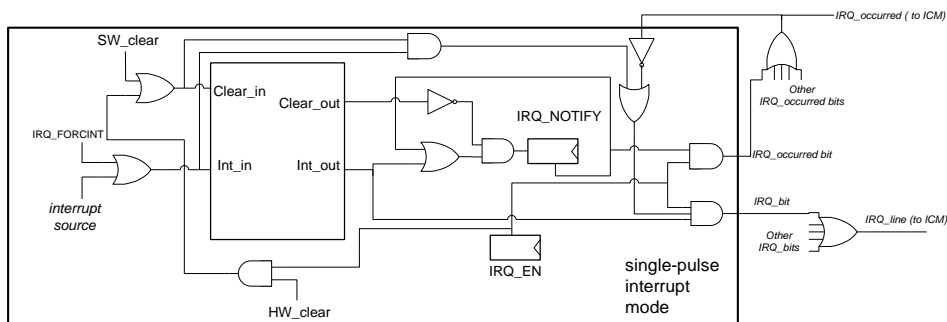 IRQ_occurred ( to ICM)
SW_clear
Clear_in
Clear_out
IRQ_NOTIFY
Other
IRQ_occurred bits
IRQ_FORCINT
Int_in
Int_out
IRQ_occurred bit
interrupt
source
IRQ_bit
IRQ_line (to ICM)
Other
IRQ_bits
IRQ_EN
HW_clear
single-pulse
interrupt
mode